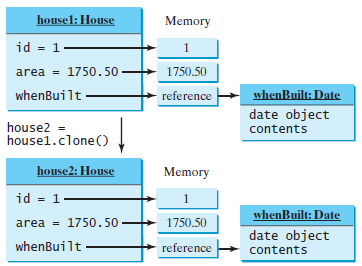 house1: House
Memory
id = 1
1
area = 1750.50
1750.50
whenBuilt
reference
whenBuilt: Date
date object
contents
house2 =
house1.clone()
house2: House
Memory
id = 1
1
area = 1750.50
1750.50
whenBuilt
reference
whenBuilt: Date
date object
contents